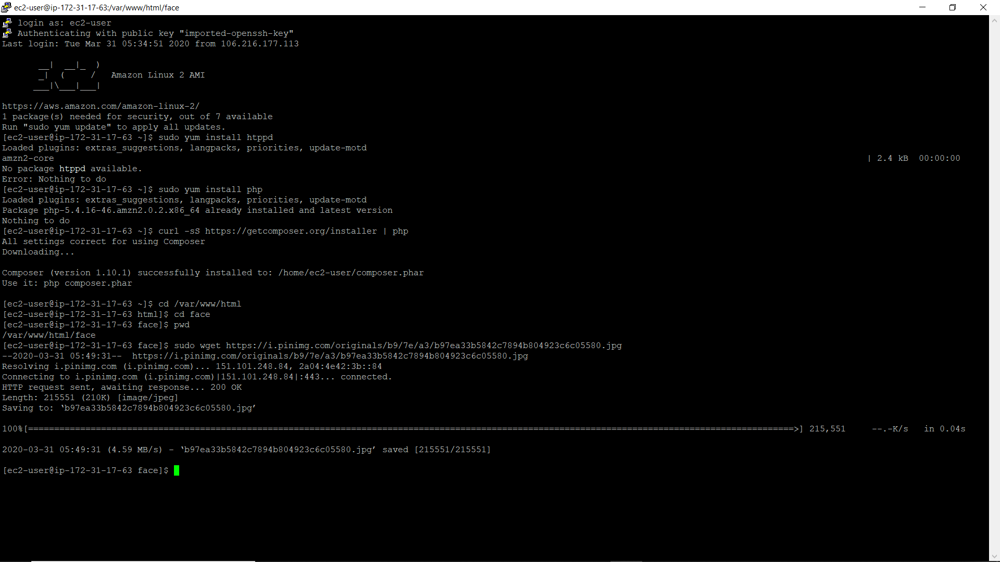 ec2-user@ip-172-31-17-63:/var/www/html/face
login as: ec2-user
Authenticating with public key "imported-openssh-key"
Last login: Tue Mar 31 05:34:51 2020 from 106.216.177.113
       __|  __|_  )
       _|  (     /   Amazon Linux 2 AMI
      ___|\___|___|
https://aws.amazon.com/amazon-linux-2/
1 package(s) needed for security, out of 7 available
Run "sudo yum update" to apply all updates.
[ec2-user@ip-172-31-17-63 ~]$ sudo yum install htppd
Loaded plugins: extras_suggestions, langpacks, priorities, update-motd
amzn2-core | 2.4 kB  00:00:00
No package htppd available.
Error: Nothing to do
[ec2-user@ip-172-31-17-63 ~]$ sudo yum install php
Loaded plugins: extras_suggestions, langpacks, priorities, update-motd
Package php-5.4.16-46.amzn2.0.2.x86_64 already installed and latest version
Nothing to do
[ec2-user@ip-172-31-17-63 ~]$ curl -sS https://getcomposer.org/installer | php
All settings correct for using Composer
Downloading...
Composer (version 1.10.1) successfully installed to: /home/ec2-user/composer.phar
Use it: php composer.phar
[ec2-user@ip-172-31-17-63 ~]$ cd /var/www/html
[ec2-user@ip-172-31-17-63 html]$ cd face
[ec2-user@ip-172-31-17-63 face]$ pwd
/var/www/html/face
[ec2-user@ip-172-31-17-63 face]$ sudo wget https://i.pinimg.com/originals/b9/7e/a3/b97ea33b5842c7894b804923c6c05580.jpg
--2020-03-31 05:49:31--  https://i.pinimg.com/originals/b9/7e/a3/b97ea33b5842c7894b804923c6c05580.jpg
Resolving i.pinimg.com (i.pinimg.com)... 151.101.248.84, 2a04:4e42:3b::84
Connecting to i.pinimg.com (i.pinimg.com)|151.101.248.84|:443... connected.
HTTP request sent, awaiting response... 200 OK
Length: 215551 (210K) [image/jpeg]
Saving to: ‘b97ea33b5842c7894b804923c6c05580.jpg’
100%[===================================================================================================================================================>] 215,551     --.-K/s   in 0.04s
2020-03-31 05:49:31 (4.59 MB/s) - ‘b97ea33b5842c7894b804923c6c05580.jpg’ saved [215551/215551]
[ec2-user@ip-172-31-17-63 face]$